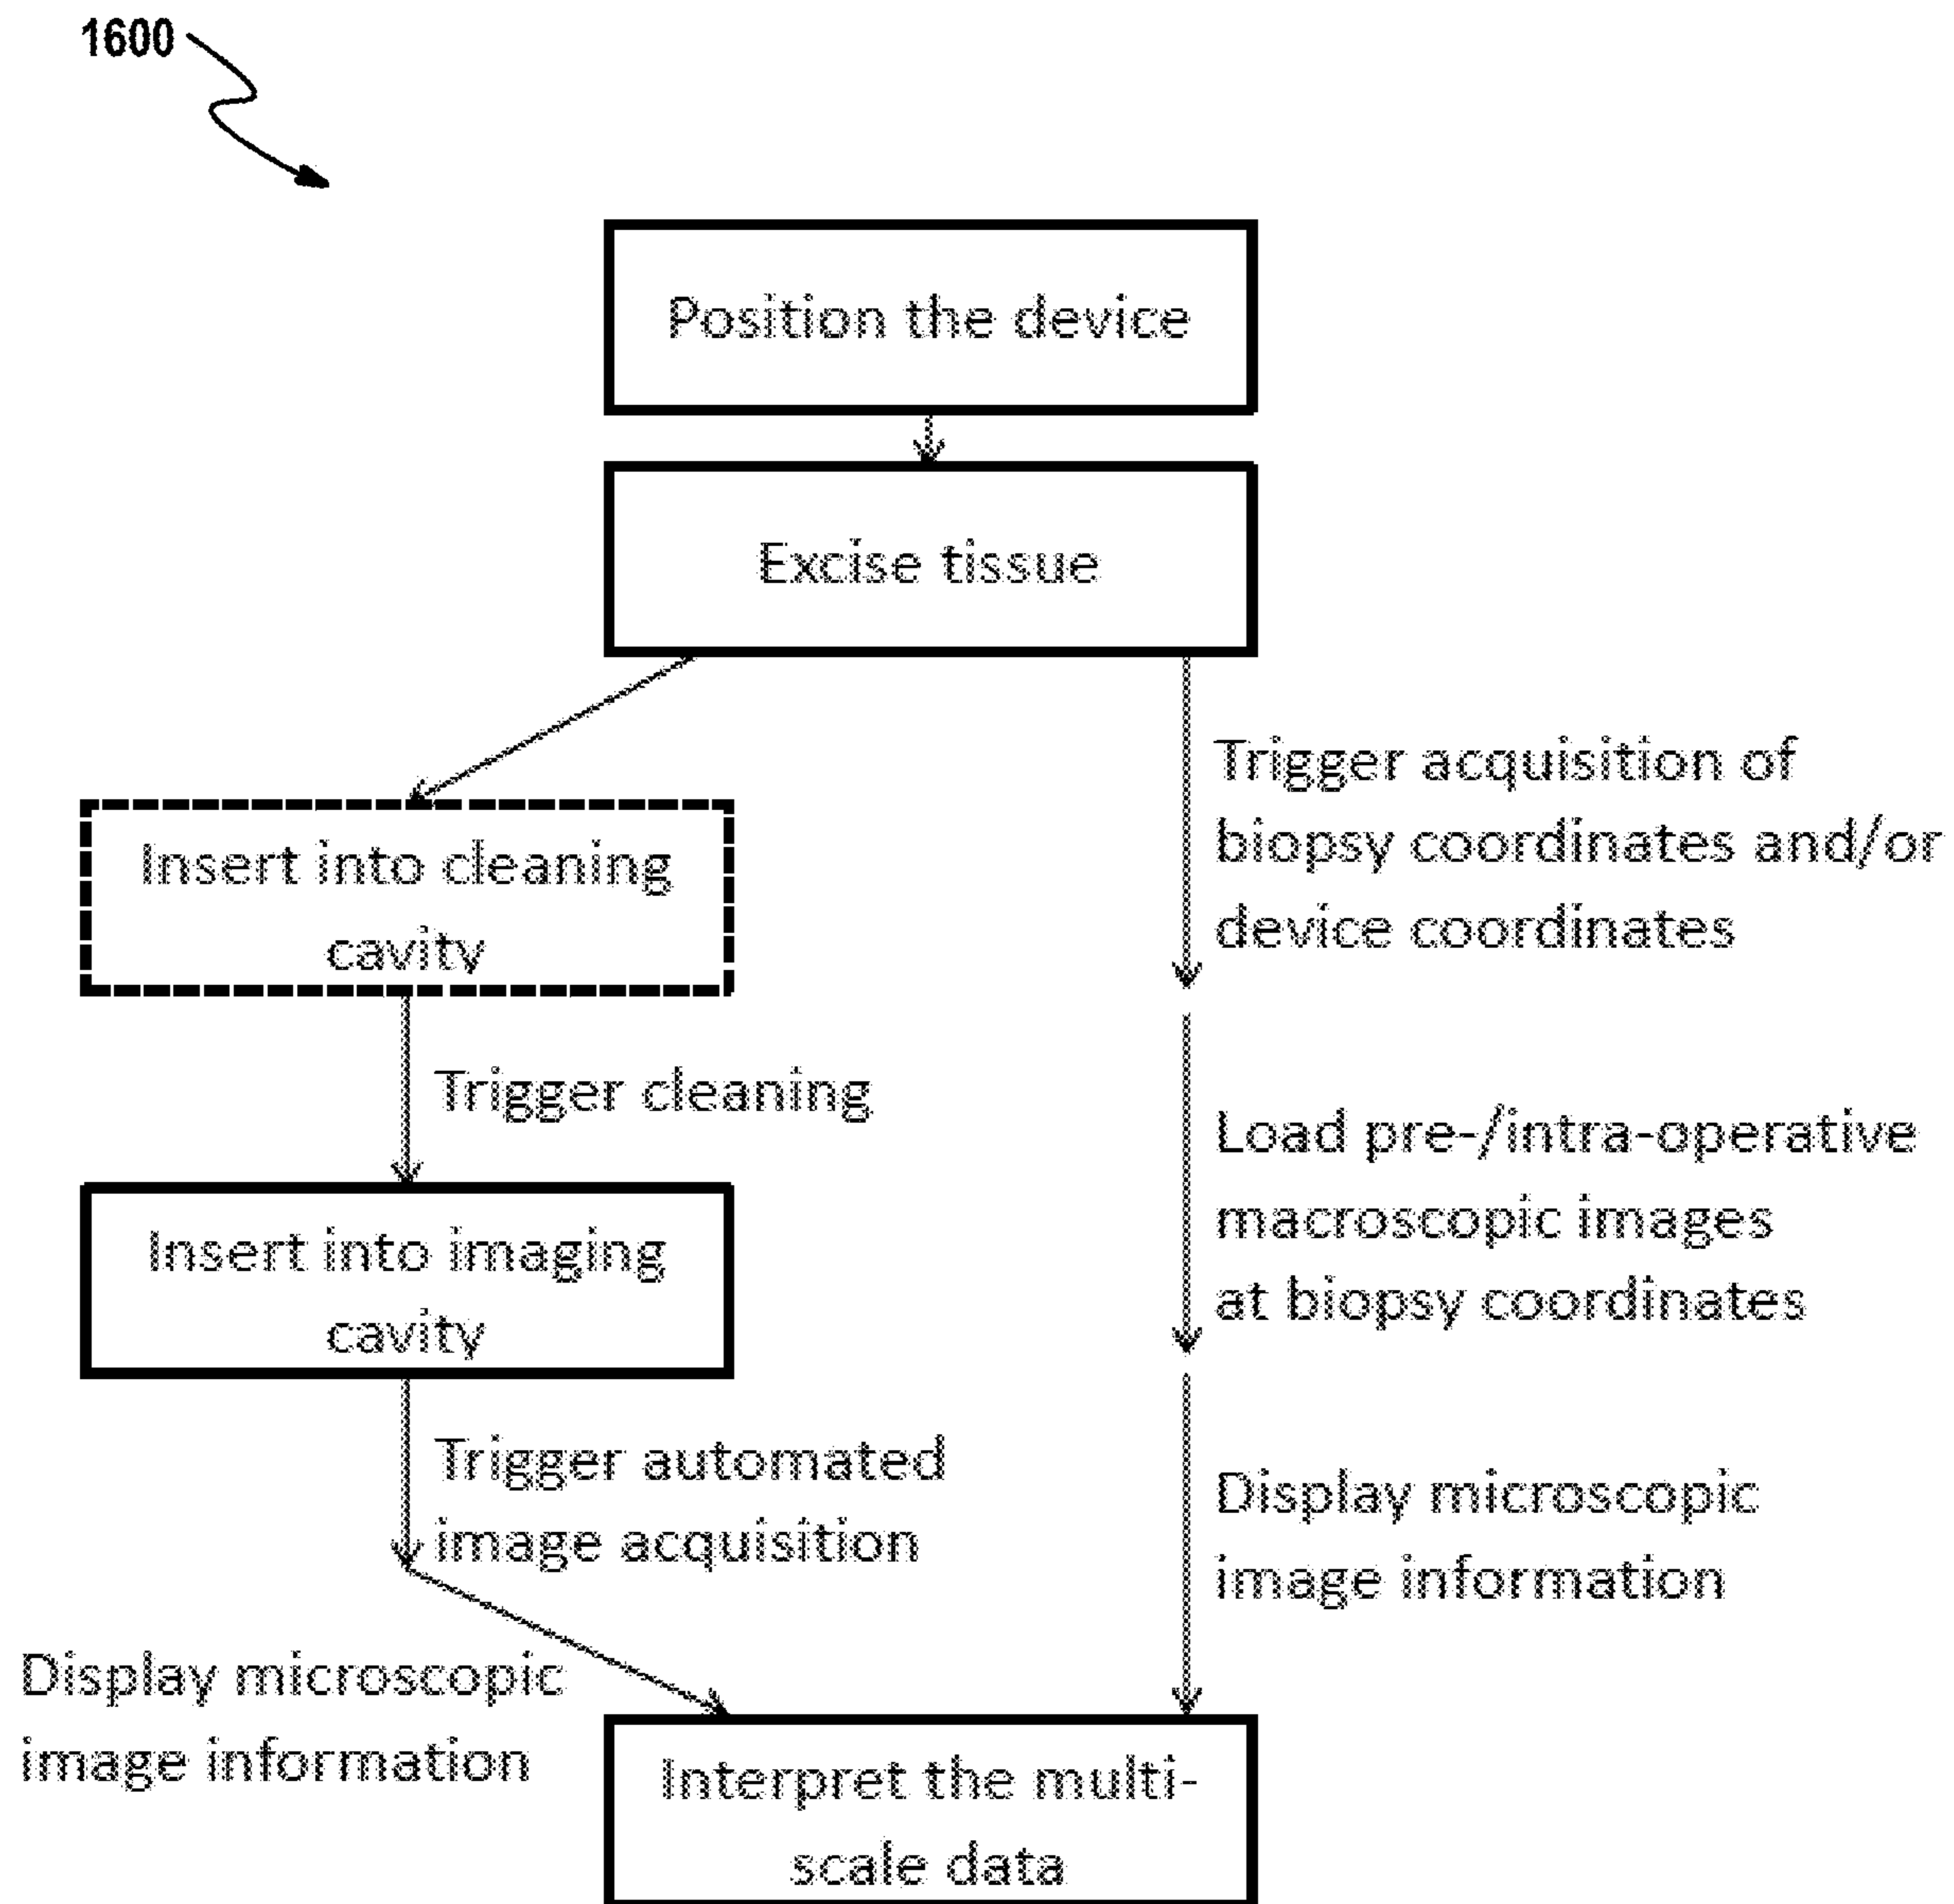 1600
Position the device
Excise tissue
Insert into cleaning
cavity
Trigger cleaning
Insert into imaging
cavity
Trigger automated
image acquisition
Display microscopic
image information
Trigger acquisition of
biopsy coordinates and/or
device coordinates
Load pre-/intra-operative
macroscopic images
at biopsy coordinates
Display microscopic
image information
Interpret the multi-
scale data